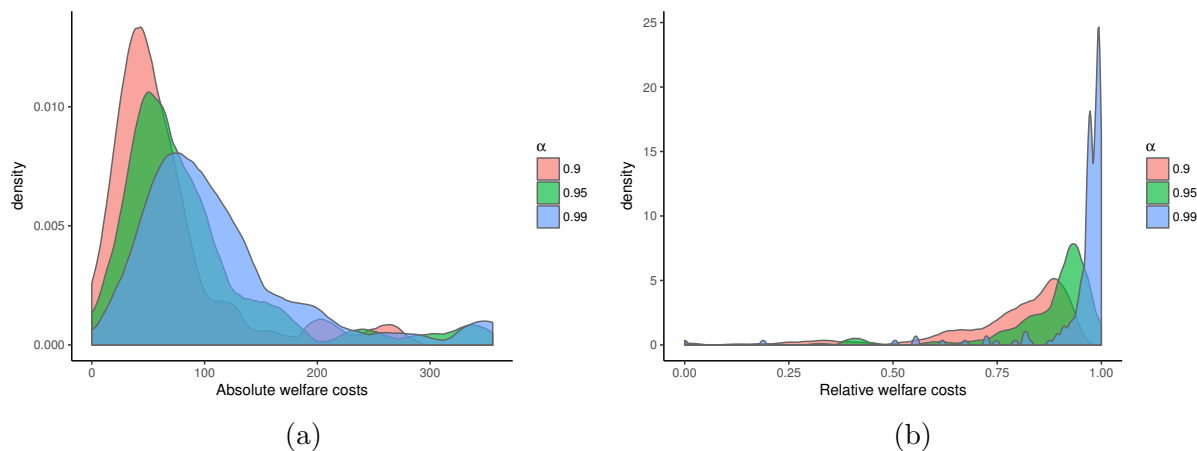 0.010
0.005
0.000
density
0 100 200 300
Absolute welfare costs
α
0.9
0.95
0.99
(a)
25
20
15
10
5
0
density
0.00 0.25 0.50 0.75 1.00
Relative welfare costs
α
0.9
0.95
0.99
(b)